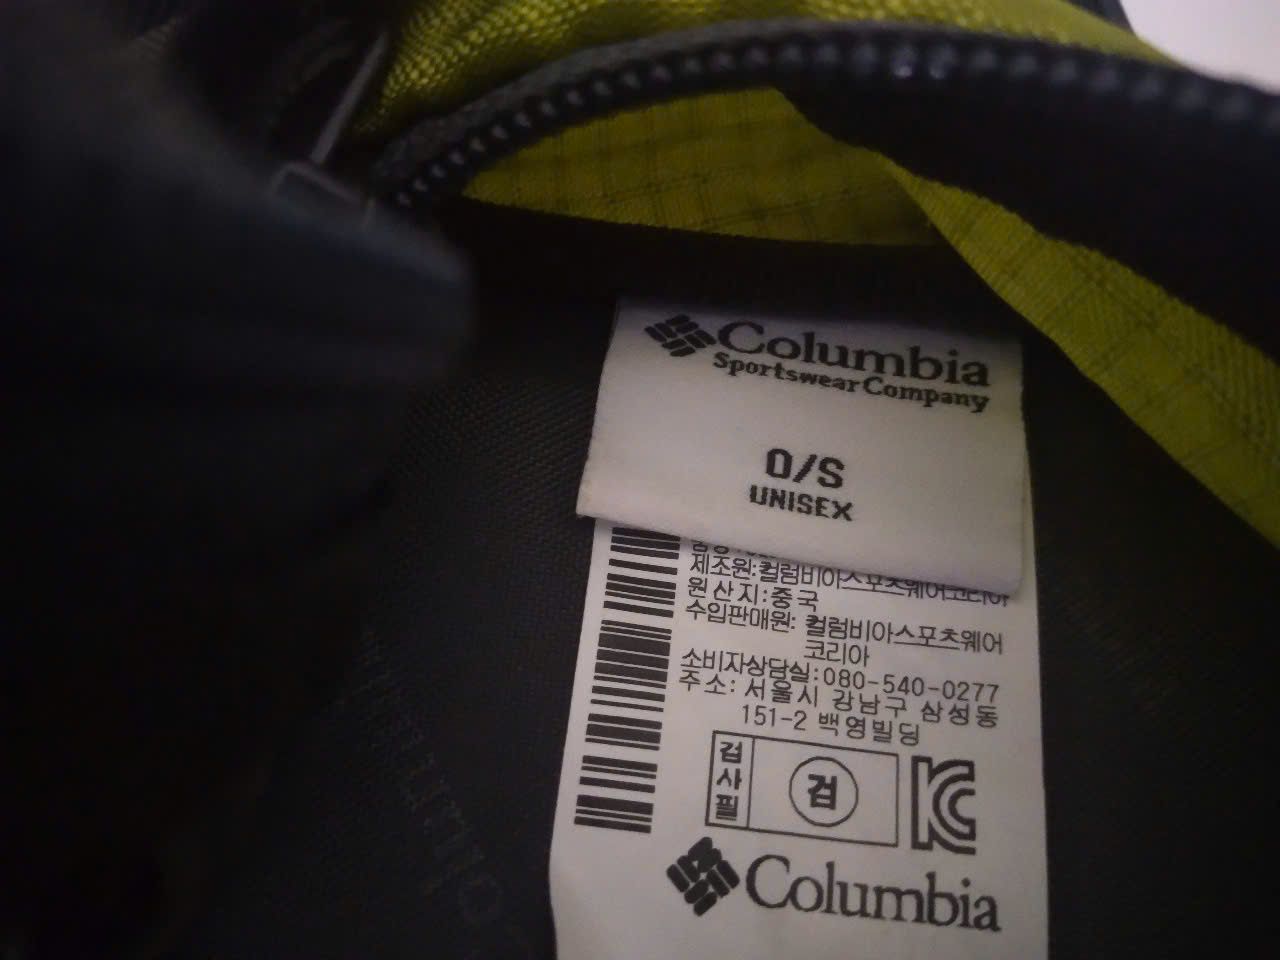 Columbia
Sportswear Company
O/S
UNISEX
제조원:컬럼비아스포츠웨어코리아
원산지:중국
수입판매원: 컬럼비아스포츠웨어
코리아
소비자상담실:080-540-0277
주소: 서울시 강남구 삼성동
151-2 백영빌딩
검사필
검
KC
Columbia